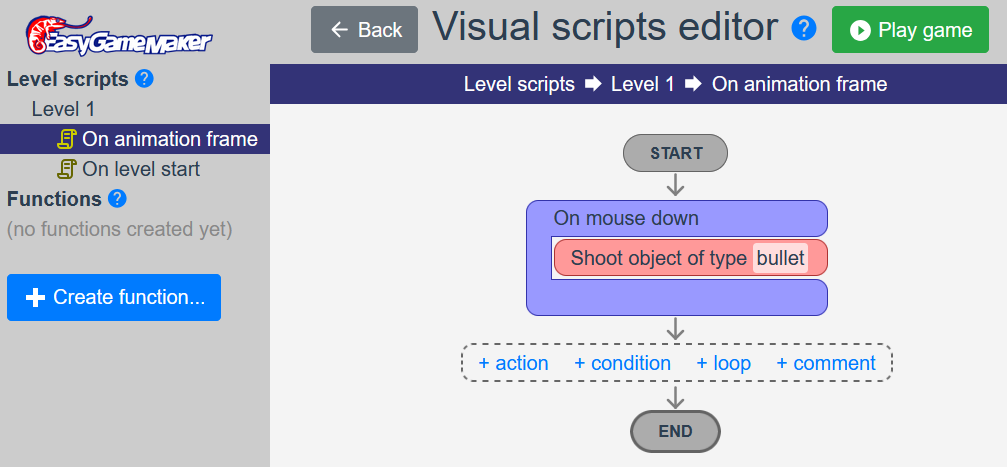 EasyGameMaker
← Back
Visual scripts editor ?
Play game
Level scripts ?
Level 1
On animation frame
On level start
Functions ?
(no functions created yet)
+ Create function...
Level scripts ➡ Level 1 ➡ On animation frame
START
On mouse down
Shoot object of type bullet
+ action + condition + loop + comment
END